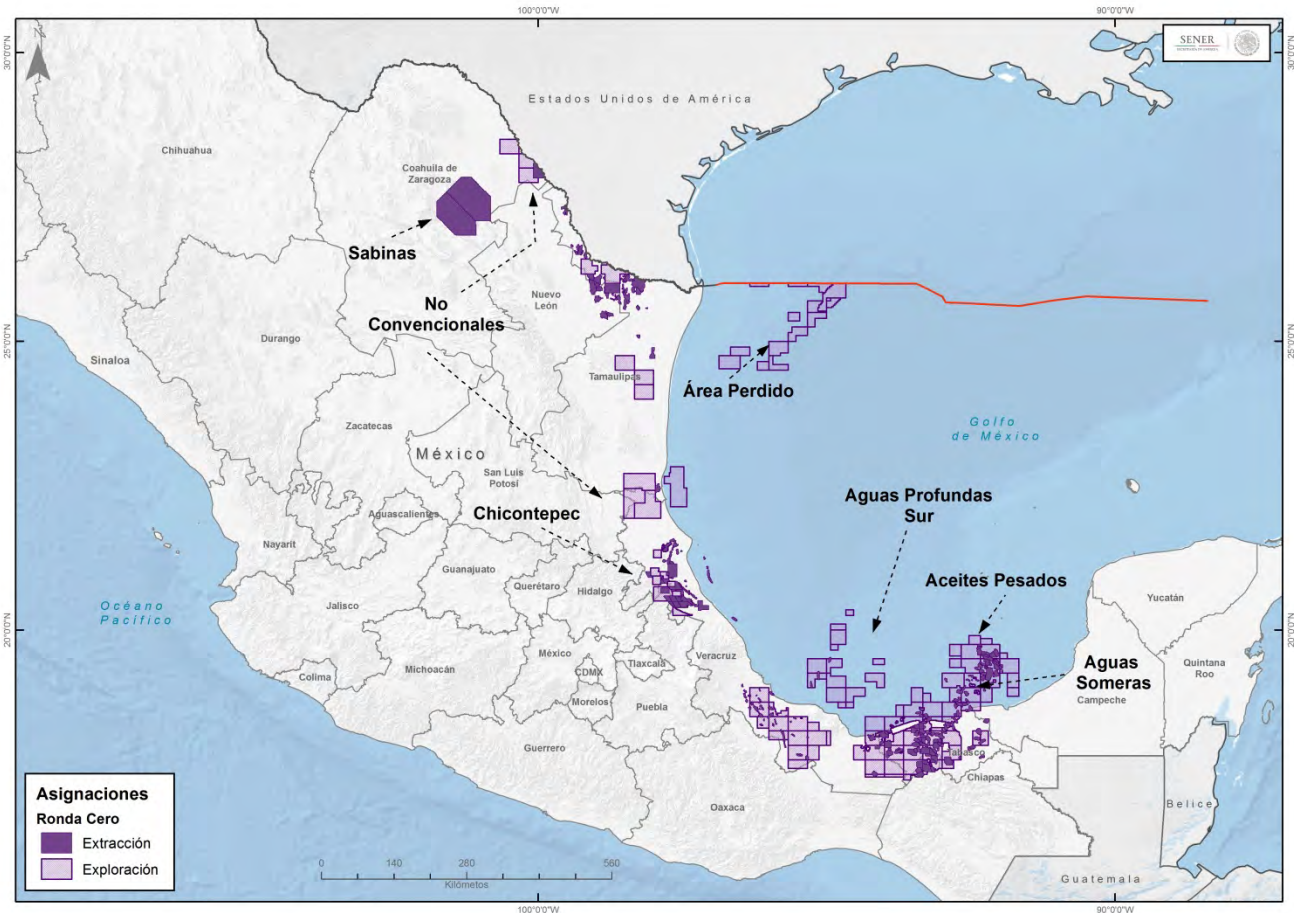 100°0'0"W
90°0'0"W
30°0'0"N
30°0'0"N
N
SENER
Estados Unidos de América
Chihuahua
Coahuila de
Zaragoza
Sabinas
No
Convencionales
Nuevo
León
25°0'0"N
25°0'0"N
Durango
Sinaloa
Tamaulipas
Área Perdido
Zacatecas
Golfo
de México
México
San Luis
Potosí
Aguas Profundas
Sur
Chicontepec
Aguascalientes
Nayarit
Guanajuato
Querétaro
Hidalgo
Aceites Pesados
Yucatán
Océano
Pacífico
Jalisco
20°0'0"N
20°0'0"N
México
Tlaxcala
Veracruz
Aguas
Someras
Quintana
Roo
Michoacán
Colima
CDMX
Morelos
Puebla
Campeche
Guerrero
Tabasco
Chiapas
Oaxaca
Belice
Guatemala
Asignaciones
Ronda Cero
Extracción
Exploración
0 140 280 560
Kilómetos
100°0'0"W
90°0'0"W